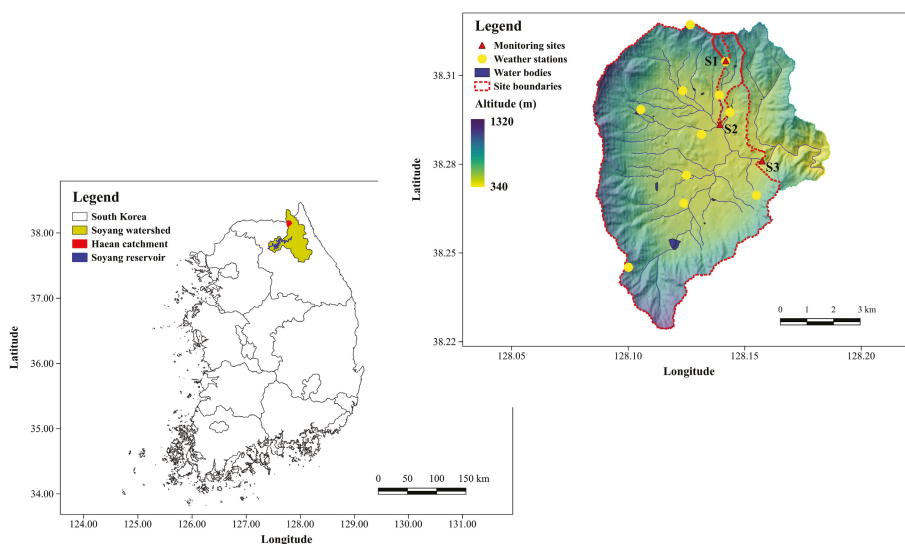 Legend
South Korea
Soyang watershed
Haean catchment
Soyang reservoir
38.00
37.00
36.00
35.00
34.00
Latitude
0 50 100 150 km
124.00 125.00 126.00 127.00 128.00 129.00 130.00 131.00
Longitude
Legend
Monitoring sites
Weather stations
Water bodies
Site boundaries
Altitude (m)
1320
340
S1
S2
S3
38.31
38.28
38.25
38.22
Latitude
0 1 2 3 km
128.05 128.10 128.15 128.20
Longitude